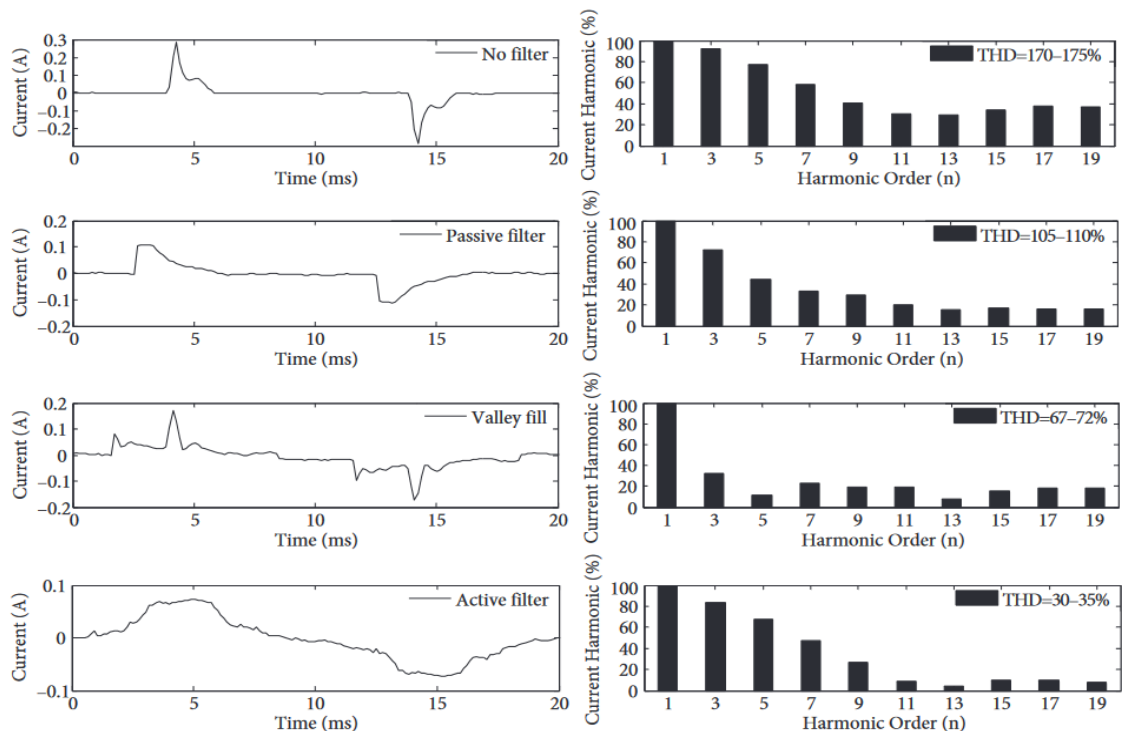 Current (A)
0.3
0.2
0.1
0
−0.1
−0.2
No filter
0 5 10 15 20
Time (ms)
Current Harmonic (%)
100
80
60
40
20
0
THD=170–175%
1 3 5 7 9 11 13 15 17 19
Harmonic Order (n)
Current (A)
0.2
0.1
0
−0.1
−0.2
Passive filter
0 5 10 15 20
Time (ms)
Current Harmonic (%)
100
80
60
40
20
0
THD=105–110%
1 3 5 7 9 11 13 15 17 19
Harmonic Order (n)
Current (A)
0.2
0.1
0
−0.1
−0.2
Valley fill
0 5 10 15 20
Time (ms)
Current Harmonic (%)
100
80
60
40
20
0
THD=67–72%
1 3 5 7 9 11 13 15 17 19
Harmonic Order (n)
Current (A)
0.1
0
−0.1
Active filter
0 5 10 15 20
Time (ms)
Current Harmonic (%)
100
80
60
40
20
0
THD=30–35%
1 3 5 7 9 11 13 15 17 19
Harmonic Order (n)